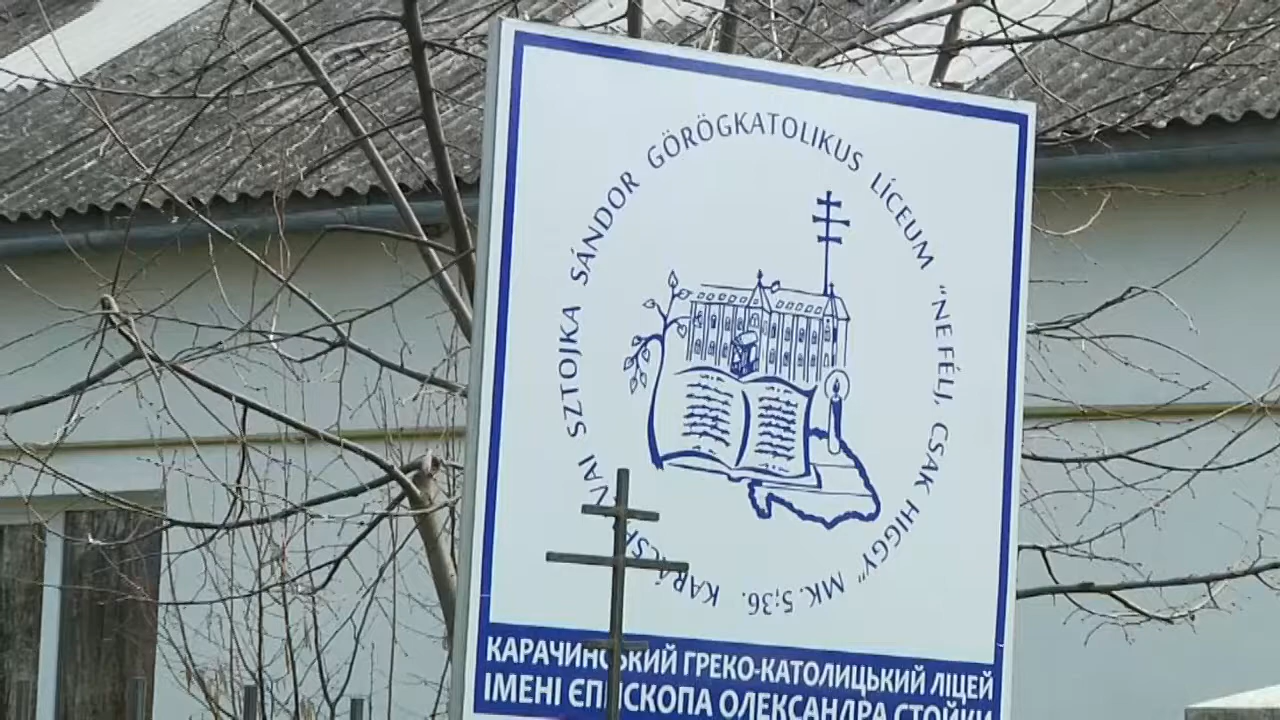 SZTOJKA SÁNDOR GÖRÖGKATOLIKUS LÍCEUM "NE FÉLJ, CSAK HIGGY" MK. 5;36.
КАРАЧИНСЬКИЙ ГРЕКО-КАТОЛИЦЬКИЙ ЛІЦЕЙ
ІМЕНІ ЄПИСКОПА ОЛЕКСАНДРА СТОЙКИ